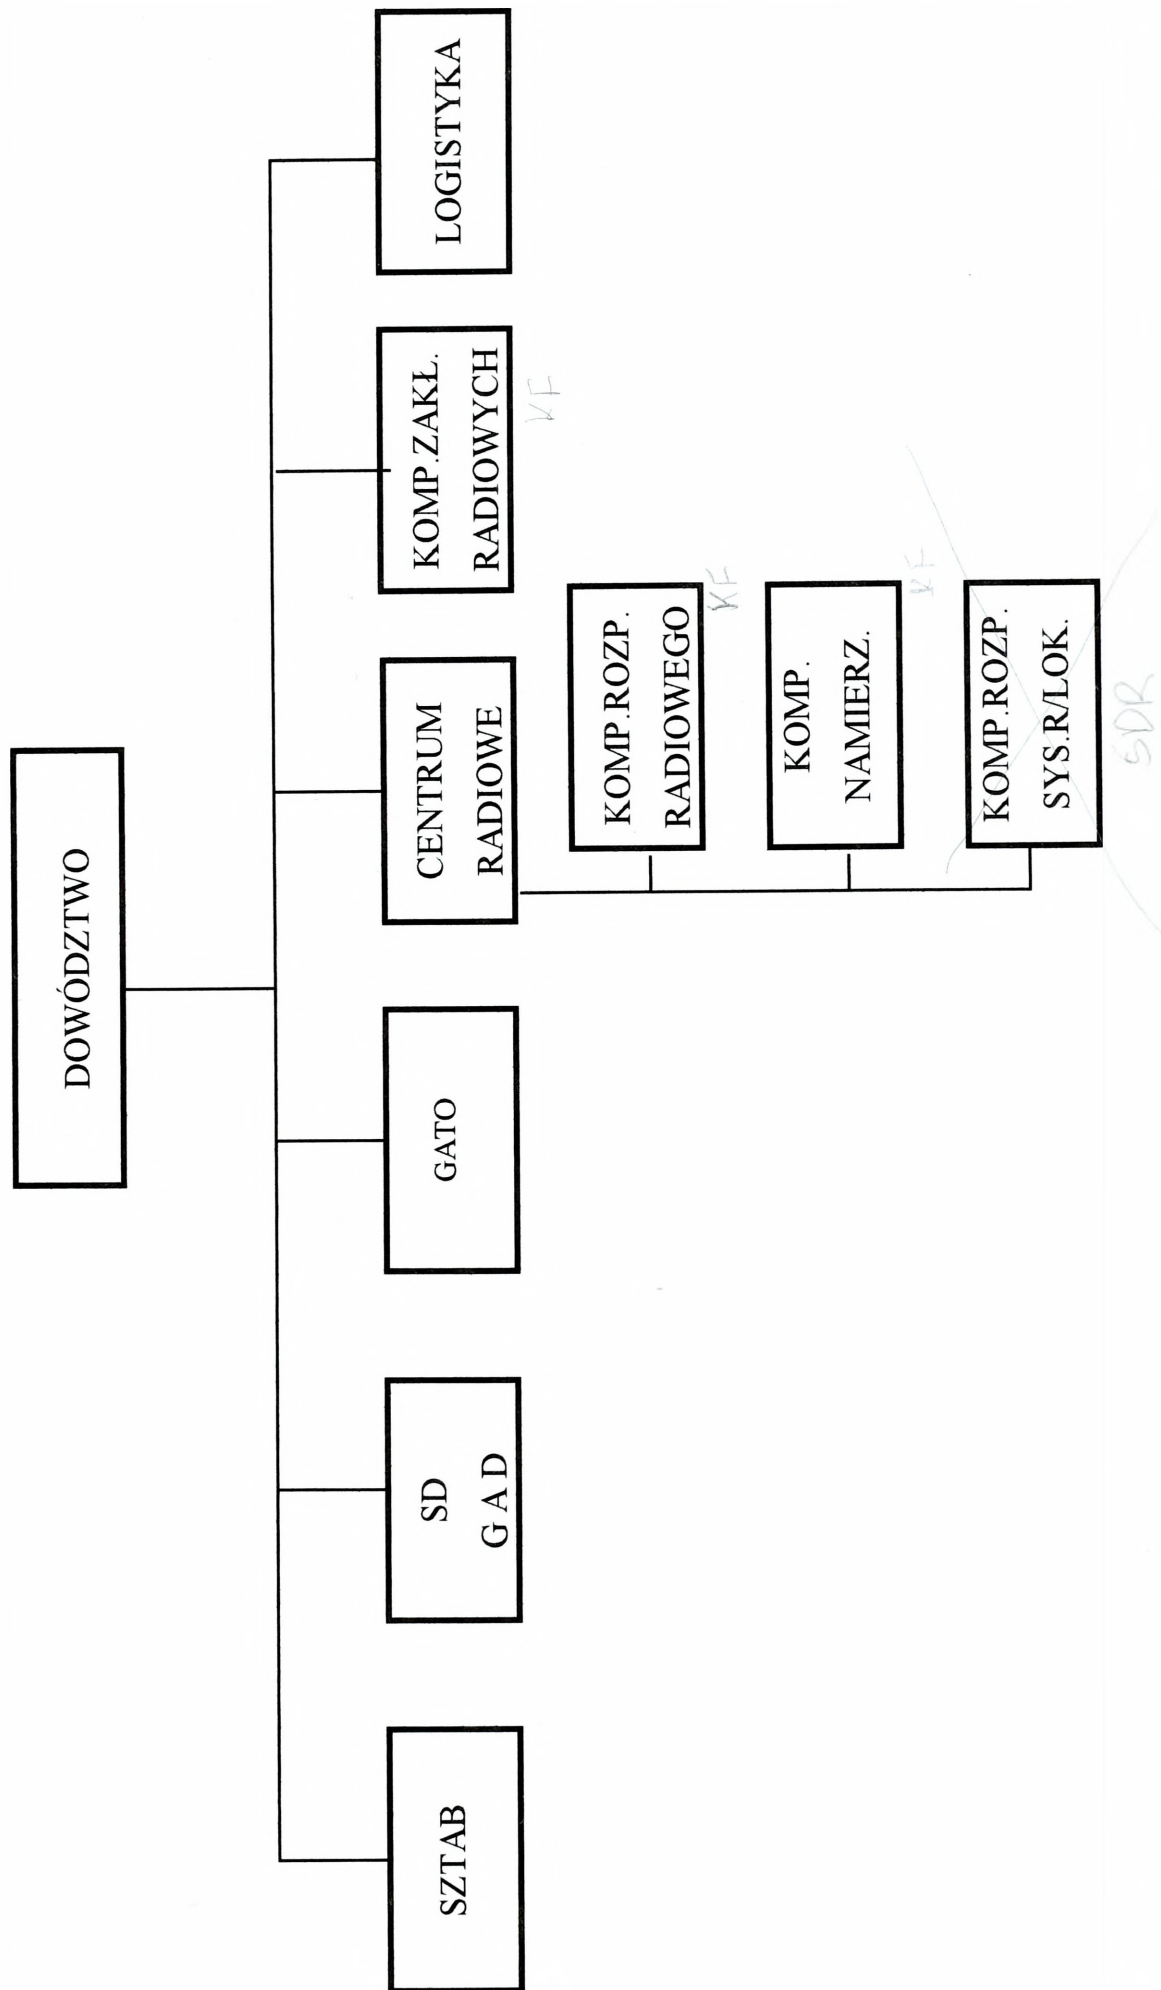 DOWÓDZTWO
SZTAB
SD
G A D
GATO
CENTRUM
RADIOWE
KOMP.ZAKŁ.
RADIOWYCH
KF
LOGISTYKA
KOMP.ROZP.
RADIOWEGO
KF
KOMP.
NAMIERZ.
KF
KOMP.ROZP.
SYS.R/LOK.
SDR